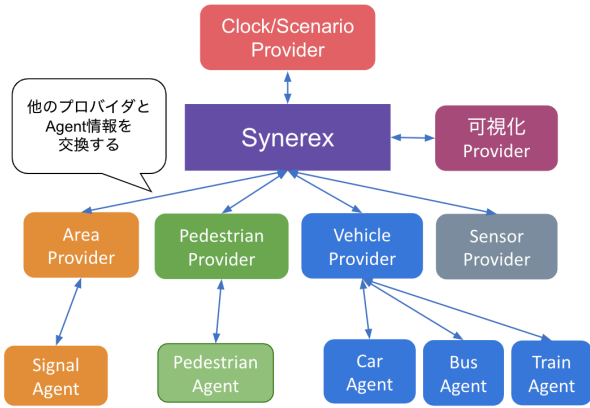 Clock/Scenario
Provider
他のプロバイダと
Agent情報を
交換する
Synerex
可視化
Provider
Area
Provider
Pedestrian
Provider
Vehicle
Provider
Sensor
Provider
Signal
Agent
Pedestrian
Agent
Car
Agent
Bus
Agent
Train
Agent